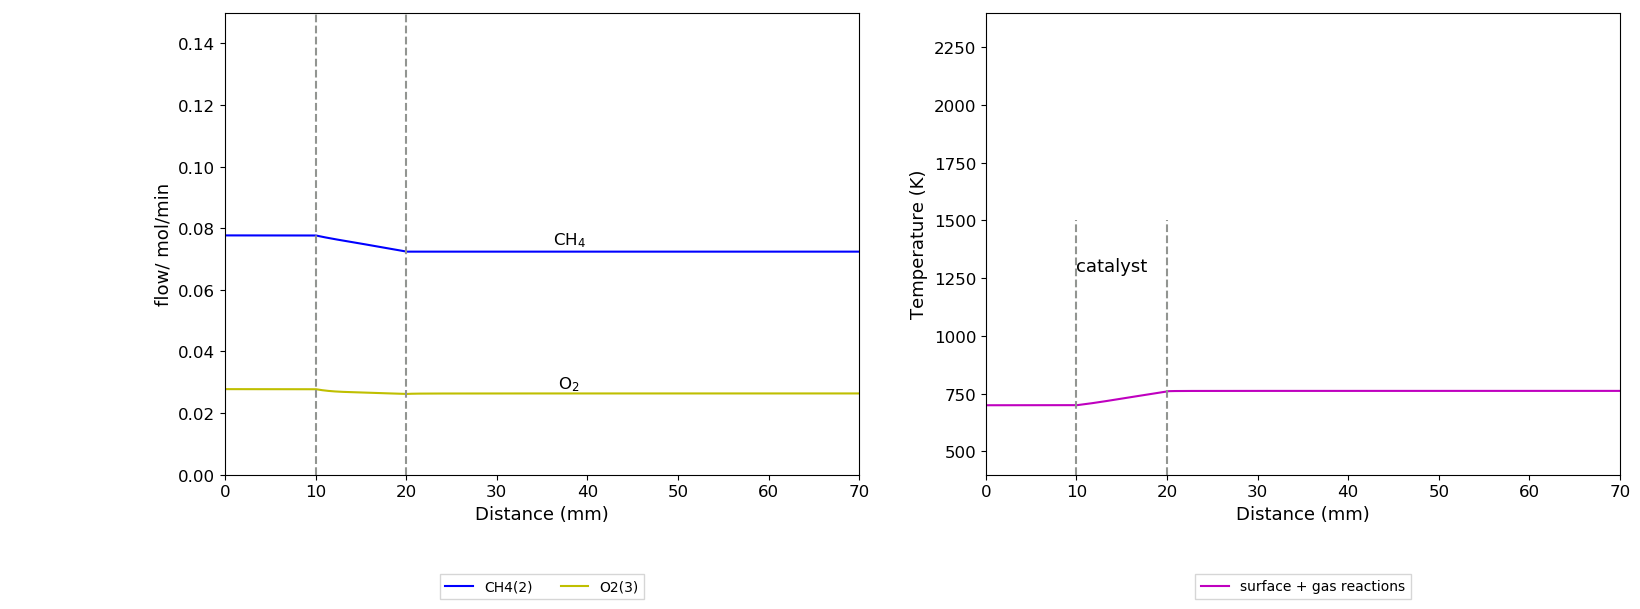 0.14
0.12
0.10
0.08
0.06
0.04
0.02
0.00
flow/ mol/min
CH4
O2
0 10 20 30 40 50 60 70
Distance (mm)
CH4(2) O2(3)
2250
2000
1750
1500
1250
1000
750
500
Temperature (K)
catalyst
0 10 20 30 40 50 60 70
Distance (mm)
surface + gas reactions